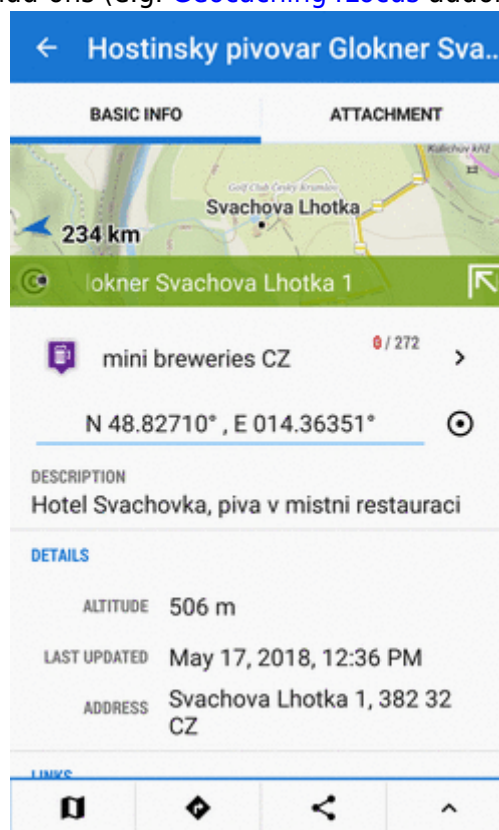 Hostinsky pivovar Glokner Sva..
BASIC INFO
ATTACHMENT
Golf Club Český Krumlov
Svachova Lhotka
234 km
lokner Svachova Lhotka 1
mini breweries CZ
0 / 272
N 48.82710° , E 014.36351°
DESCRIPTION
Hotel Svachovka, piva v mistni restauraci
DETAILS
ALTITUDE
506 m
LAST UPDATED
May 17, 2018, 12:36 PM
ADDRESS
Svachova Lhotka 1, 382 32
CZ
LINKS